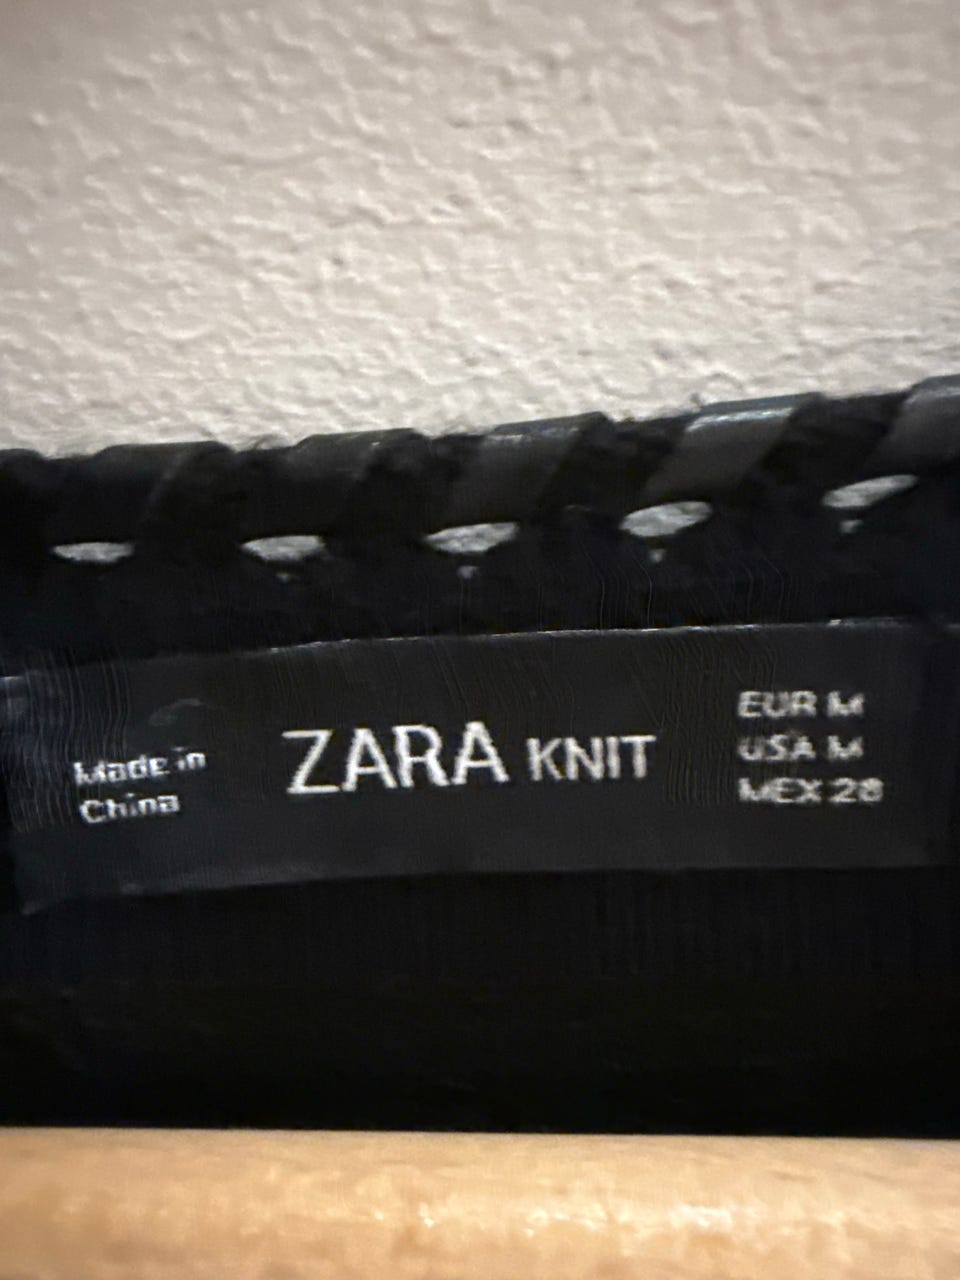 Made in
China
ZARA KNIT
EUR M
USA M
MEX 28